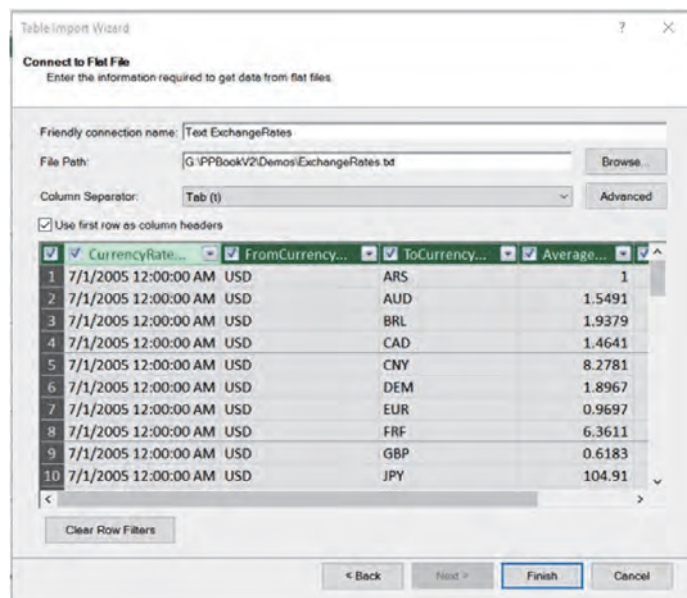 Table Import Wizard ? ×
Connect to Flat File
Enter the information required to get data from flat files.
Friendly connection name: Text ExchangeRates
File Path: G:\PPBookV2\Demos\ExchangeRates.txt Browse...
Column Separator: Tab (t) Advanced
Use first row as column headers
CurrencyRate... FromCurrency... ToCurrency... Average...
1 7/1/2005 12:00:00 AM USD ARS 1
2 7/1/2005 12:00:00 AM USD AUD 1.5491
3 7/1/2005 12:00:00 AM USD BRL 1.9379
4 7/1/2005 12:00:00 AM USD CAD 1.4641
5 7/1/2005 12:00:00 AM USD CNY 8.2781
6 7/1/2005 12:00:00 AM USD DEM 1.8967
7 7/1/2005 12:00:00 AM USD EUR 0.9697
8 7/1/2005 12:00:00 AM USD FRF 6.3611
9 7/1/2005 12:00:00 AM USD GBP 0.6183
10 7/1/2005 12:00:00 AM USD JPY 104.91
Clear Row Filters
< Back Next > Finish Cancel